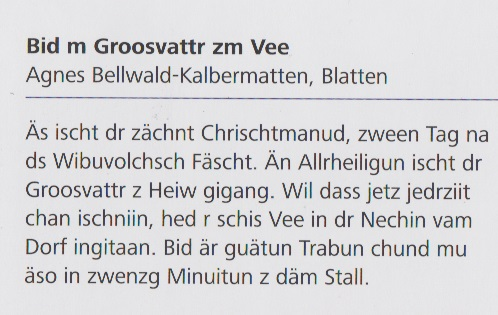 Bid m Groosvattr zm Vee
Agnes Bellwald-Kalbermatten, Blatten
Äs ischt dr zächnt Chrischtmanud, zween Tag na
ds Wibuvolchsch Fäscht. Än Allrheiligun ischt dr
Groosvattr z Heiw gigang. Wil dass jetz jedrziit
chan ischniin, hed r schis Vee in dr Nechin vam
Dorf ingitaan. Bid är guätun Trabun chund mu
äso in zwenzg Minuitun z däm Stall.